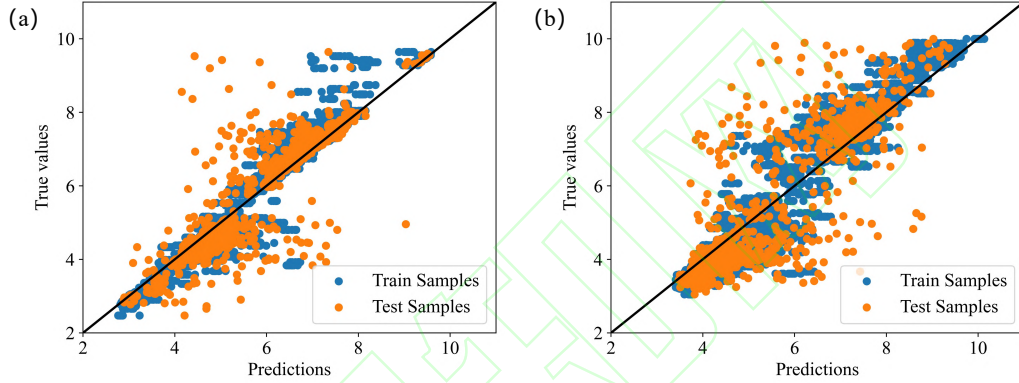 (a)
10
8
6
4
2
True values
2 4 6 8 10
Predictions
Train Samples
Test Samples
(b)
10
8
6
4
2
True values
2 4 6 8 10
Predictions
Train Samples
Test Samples